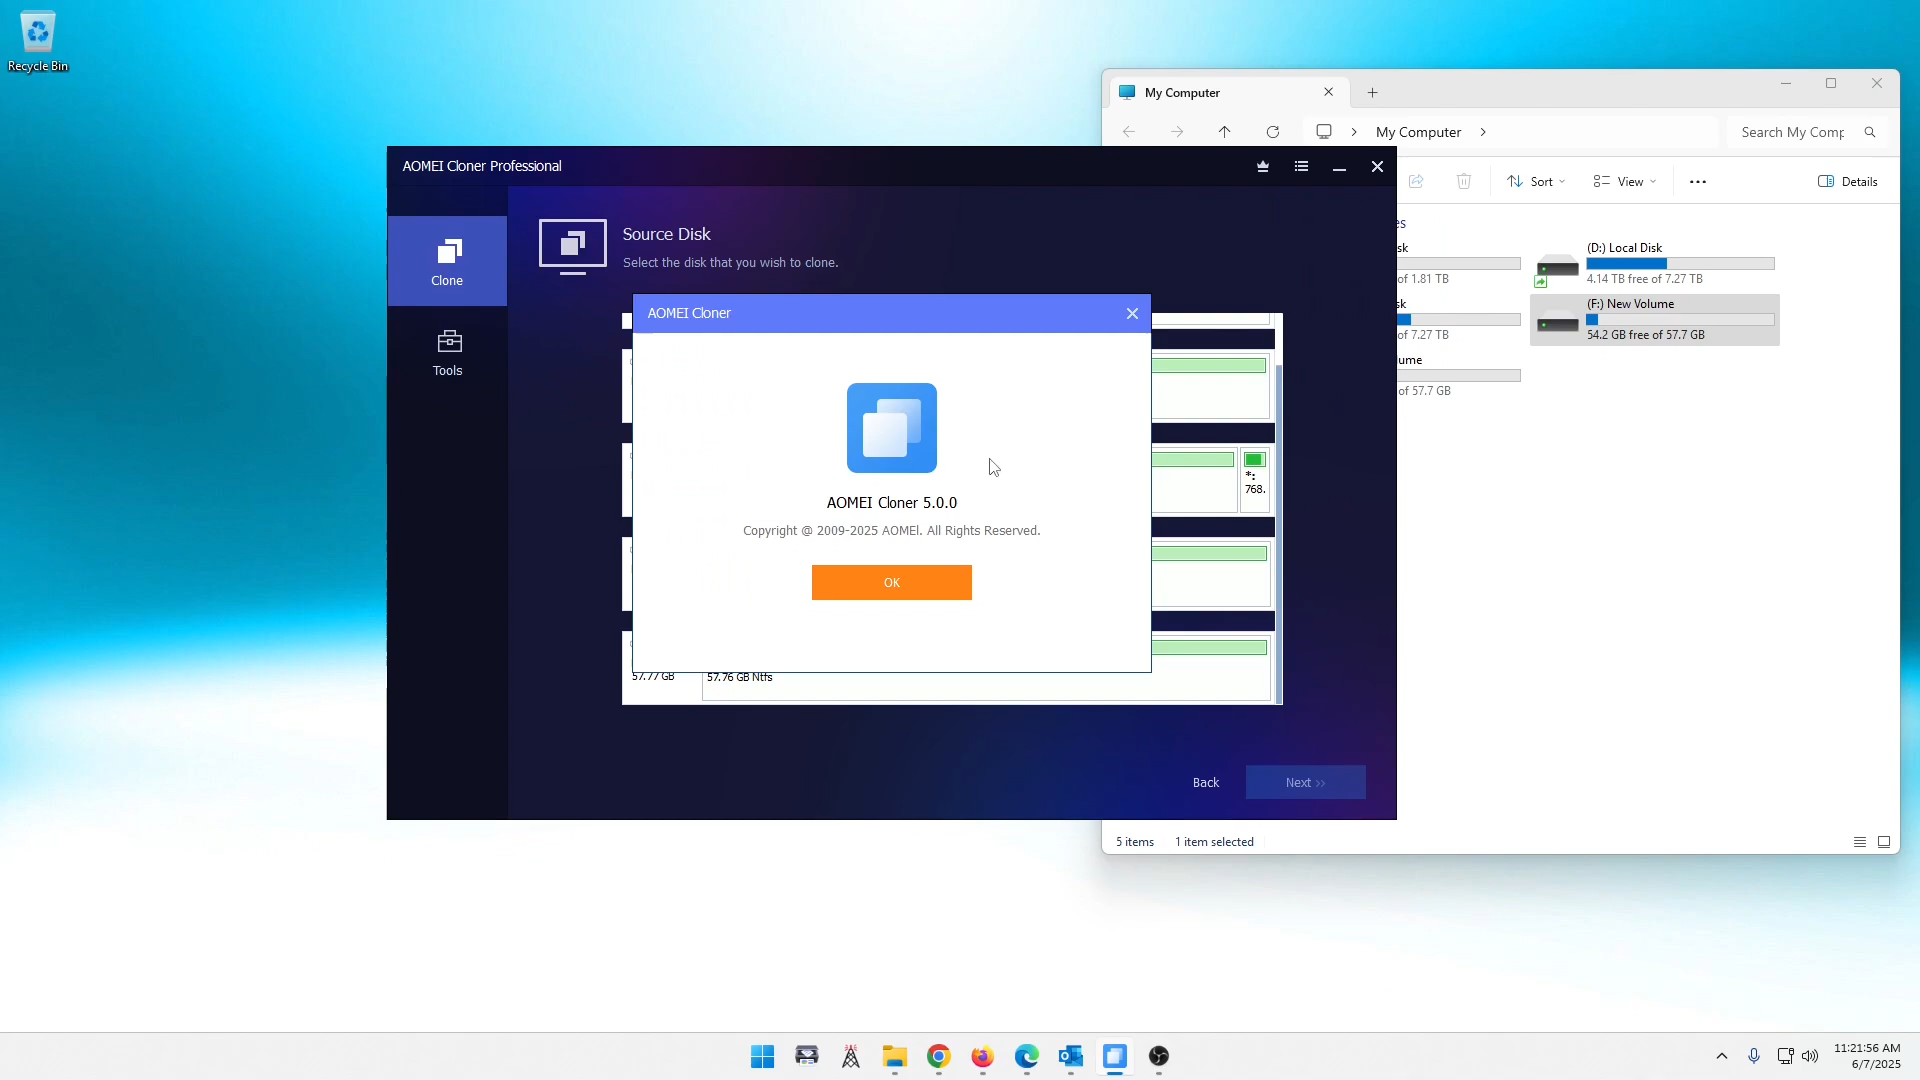 Recycle Bin
My Computer
My Computer
Search My Comp
AOMEI Cloner Professional
Sort
View
Details
Source Disk
Select the disk that you wish to clone.
Clone
Tools
es
sk
of 1.81 TB
(D:) Local Disk
4.14 TB free of 7.27 TB
sk
of 7.27 TB
(F:) New Volume
54.2 GB free of 57.7 GB
ume
of 57.7 GB
AOMEI Cloner
AOMEI Cloner 5.0.0
Copyright @ 2009-2025 AOMEI. All Rights Reserved.
OK
*:
768.
57.77 GB
57.76 GB Ntfs
Back
Next >>
5 items
1 item selected
11:21:56 AM
6/7/2025